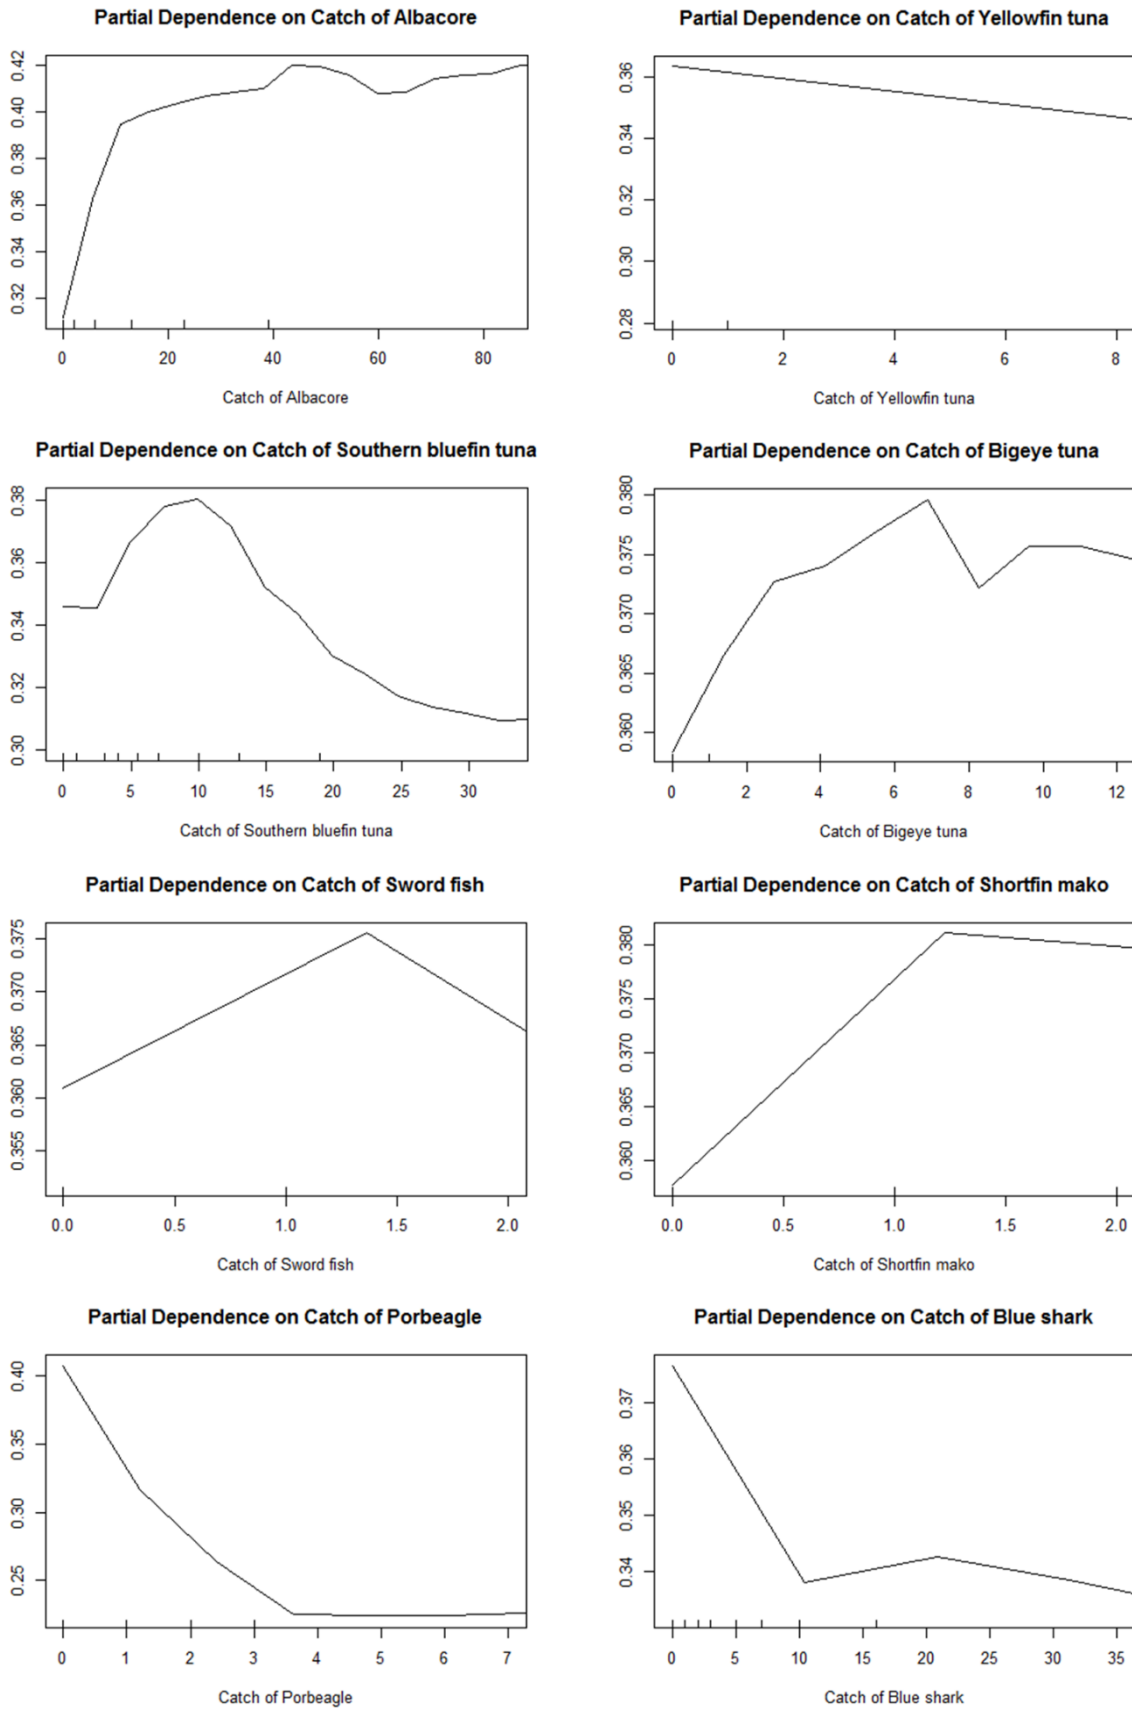 Partial Dependence on Catch of Albacore
0.42
0.40
0.38
0.36
0.34
0.32
0 20 40 60 80
Catch of Albacore
Partial Dependence on Catch of Yellowfin tuna
0.36
0.34
0.32
0.30
0.28
0 2 4 6 8
Catch of Yellowfin tuna
Partial Dependence on Catch of Southern bluefin tuna
0.38
0.36
0.34
0.32
0.30
0 5 10 15 20 25 30
Catch of Southern bluefin tuna
Partial Dependence on Catch of Bigeye tuna
0.380
0.375
0.370
0.365
0.360
0 2 4 6 8 10 12
Catch of Bigeye tuna
Partial Dependence on Catch of Sword fish
0.375
0.370
0.365
0.360
0.355
0.0 0.5 1.0 1.5 2.0
Catch of Sword fish
Partial Dependence on Catch of Shortfin mako
0.380
0.375
0.370
0.365
0.360
0.0 0.5 1.0 1.5 2.0
Catch of Shortfin mako
Partial Dependence on Catch of Porbeagle
0.40
0.35
0.30
0.25
0 1 2 3 4 5 6 7
Catch of Porbeagle
Partial Dependence on Catch of Blue shark
0.37
0.36
0.35
0.34
0 5 10 15 20 25 30 35
Catch of Blue shark